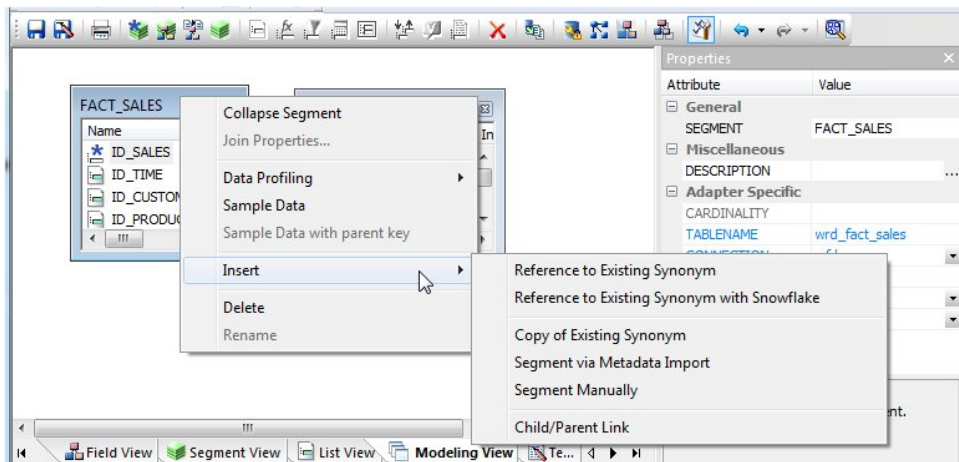 Properties
Attribute Value
General
SEGMENT FACT_SALES
Miscellaneous
DESCRIPTION ...
Adapter Specific
CARDINALITY
TABLENAME wrd_fact_sales
FACT_SALES
Name
In
ID_SALES
ID_TIME
ID_CUSTOM
ID_PRODUC
Collapse Segment
Join Properties...
Data Profiling
Sample Data
Sample Data with parent key
Insert
Delete
Rename
Reference to Existing Synonym
Reference to Existing Synonym with Snowflake
Copy of Existing Synonym
Segment via Metadata Import
Segment Manually
Child/Parent Link
Field View Segment View List View Modeling View Te...